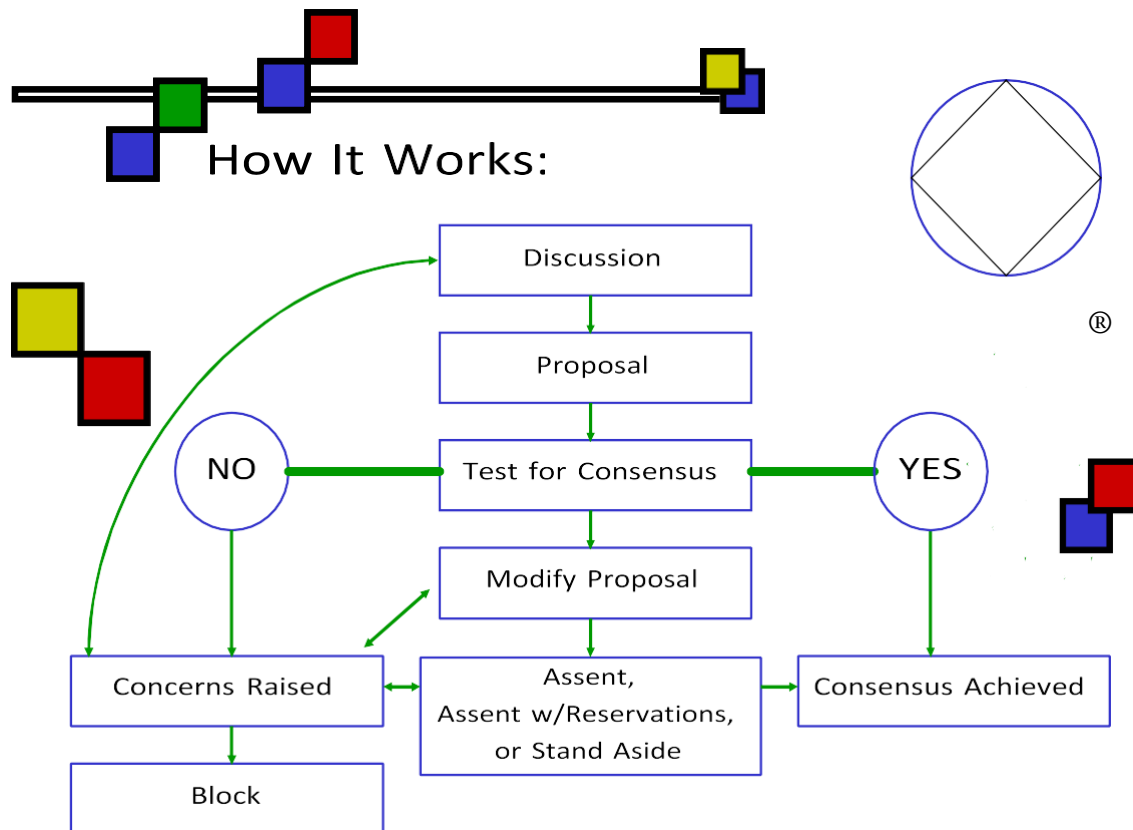 How It Works:
®
Discussion
Proposal
NO
Test for Consensus
YES
Modify Proposal
Concerns Raised
Assent,
Assent w/Reservations,
or Stand Aside
Consensus Achieved
Block